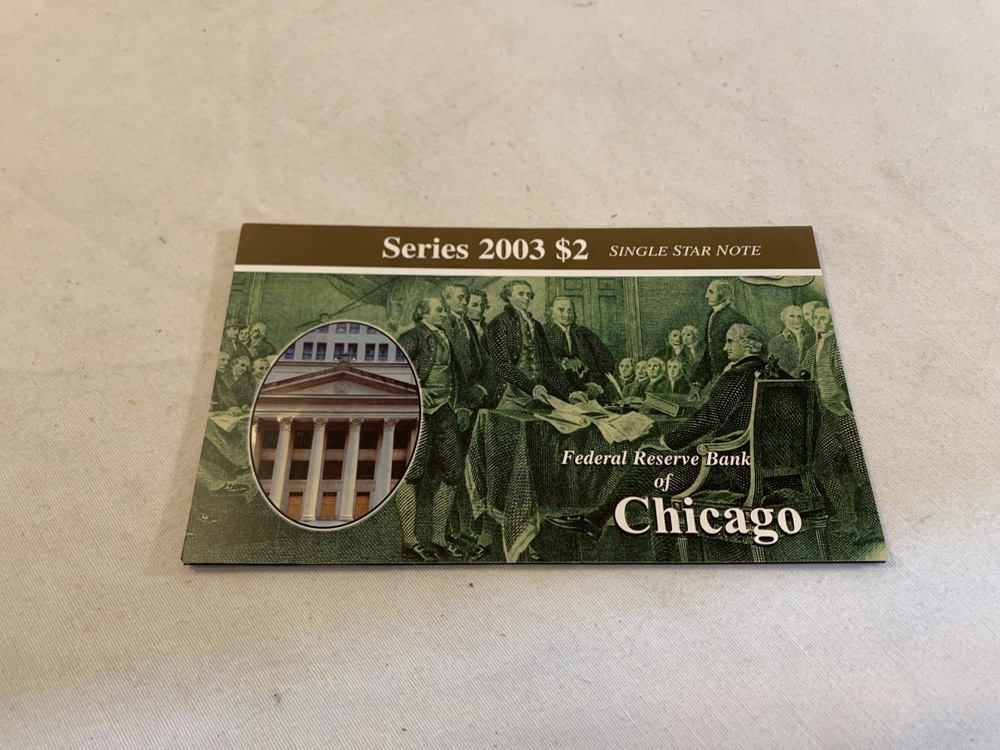 Series 2003 $2 SINGLE STAR NOTE
Federal Reserve Bank
of
Chicago